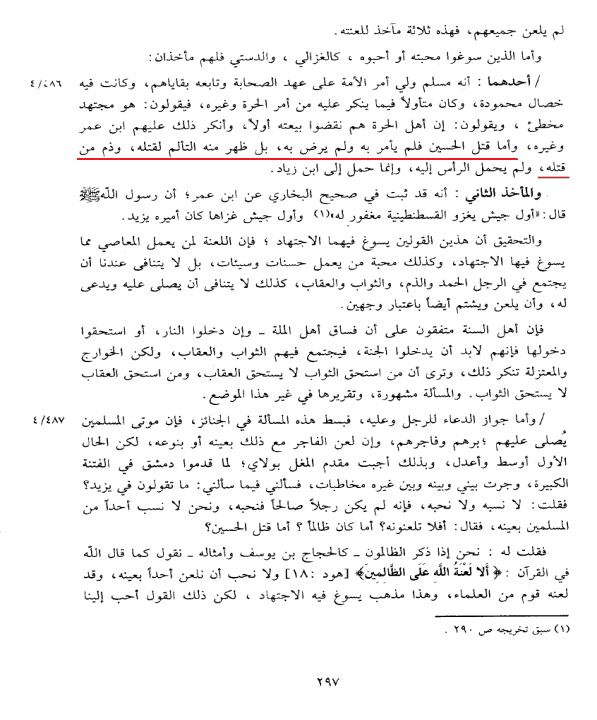 لم يلعن جميعهم، فهذه ثلاثة مآخذ للعنته.
وأما الذين سوغوا محبته أو أحبوه ، كالغزالي ، والدستي فلهم مأخذان:
٤/٤٨٦
/ أحدهما : أنه مسلم ولي أمر الأمة على عهد الصحابة وتابعه بقاياهم، وكانت فيه
خصال محمودة، وكان متأولاً فيما ينكر عليه من أمر الحرة وغيره، فيقولون: هو مجتهد
مخطئ ، ويقولون: إن أهل الحرة هم نقضوا بيعته أولاً، وأنكر ذلك عليهم ابن عمر
وغيره، وأما قتل الحسين فلم يأمر به ولم يرض به، بل ظهر منه التألم لقتله، وذم من
قتله، ولم يحمل الرأس إليه، وإنما حمل إلى ابن زياد.
والمأخذ الثاني : أنه قد ثبت في صحيح البخاري عن ابن عمر؛ أن رسول الله ﷺ
قال: «أول جيش يغزو القسطنطينية مغفور له»(١) وأول جيش غزاها كان أميره يزيد.
والتحقيق أن هذين القولين يسوغ فيهما الاجتهاد ؛ فإن اللعنة لمن يعمل المعاصي مما
يسوغ فيها الاجتهاد، وكذلك محبة من يعمل حسنات وسيئات، بل لا يتنافى عندنا أن
يجتمع في الرجل الحمد والذم، والثواب والعقاب، كذلك لا يتنافى أن يصلى عليه ويدعى
له، وأن يلعن ويشتم أيضاً باعتبار وجهين.
فإن أهل السنة متفقون على أن فساق أهل الملة ـ وإن دخلوا النار، أو استحقوا
دخولها فإنهم لابد أن يدخلوا الجنة، فيجتمع فيهم الثواب والعقاب، ولكن الخوارج
والمعتزلة تنكر ذلك، وترى أن من استحق الثواب لا يستحق العقاب، ومن استحق العقاب
لا يستحق الثواب. والمسألة مشهورة، وتقريرها في غير هذا الموضع.
٤/٤٨٧
/ وأما جواز الدعاء للرجل وعليه، فبسط هذه المسألة في الجنائز، فإن موتى المسلمين
يُصلى عليهم ؛برهم وفاجرهم، وإن لعن الفاجر مع ذلك بعينه أو بنوعه، لكن الحال
الأول أوسط وأعدل، وبذلك أجبت مقدم المغل بولاي؛ لما قدموا دمشق في الفتنة
الكبيرة، وجرت بيني وبينه وبين غيره مخاطبات، فسألني فيما سألني: ما تقولون في يزيد؟
فقلت: لا نسبه ولا نحبه، فإنه لم يكن رجلاً صالحاً فنحبه، ونحن لا نسب أحداً من
المسلمين بعينه، فقال: أفلا تلعنونه؟ أما كان ظالماً ؟ أما قتل الحسين؟
فقلت له : نحن إذا ذكر الظالمون ـ كالحجاج بن يوسف وأمثاله ـ نقول كما قال الله
في القرآن : ﴿ أَلا لَعْنَةُ اللَّهِ عَلَى الظَّالِمِينَ ﴾ [هود :١٨] ولا نحب أن نلعن أحداً بعينه، وقد
لعنه قوم من العلماء، وهذا مذهب يسوغ فيه الاجتهاد ، لكن ذلك القول أحب إلينا
(١) سبق تخريجه ص ٢٩٠ .
٢٩٧